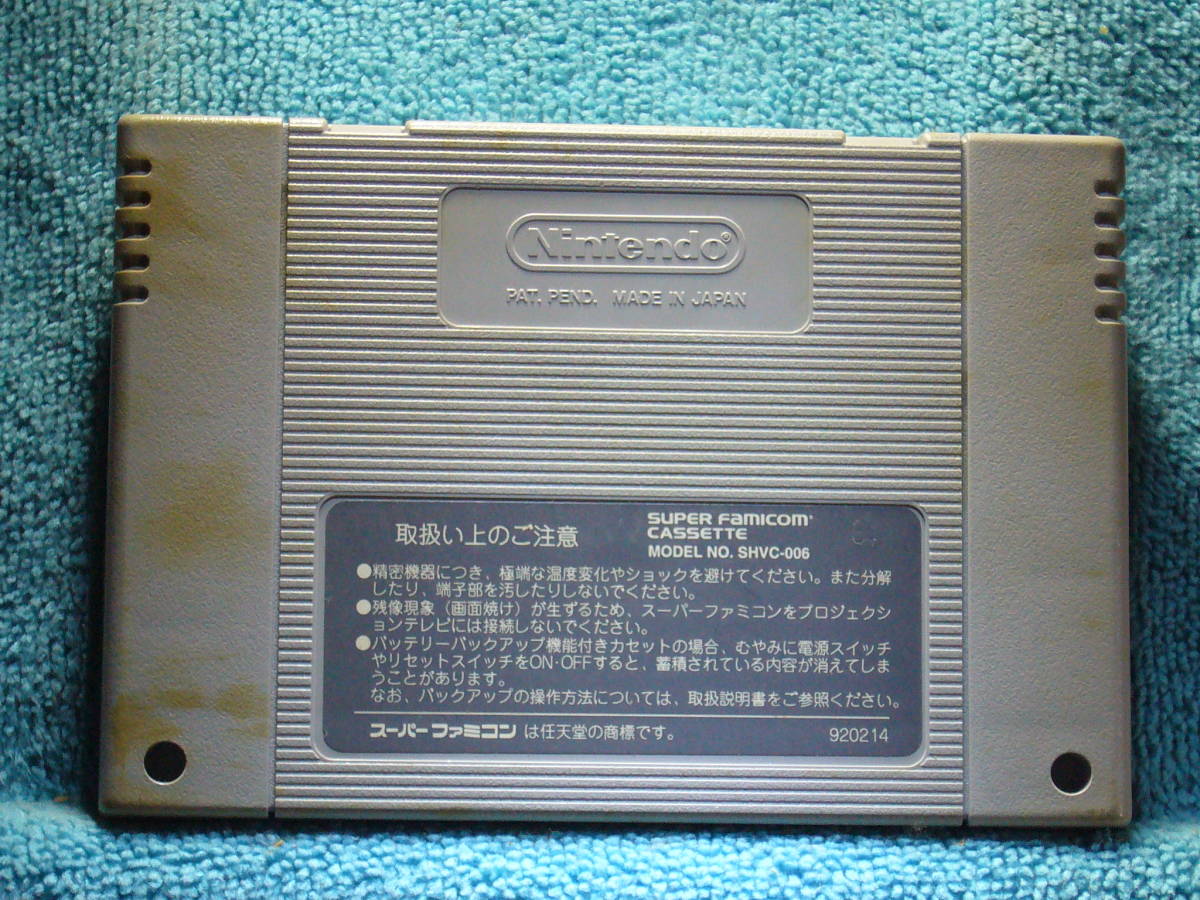 Nintendo®
PAT. PEND. MADE IN JAPAN
取扱い上のご注意
SUPER FAMICOM
CASSETTE
MODEL NO. SHVC-006
●精密機器につき、極端な温度変化やショックを避けてください。また分解
したり、端子部を汚したりしないでください。
●残像現象（画面焼け）が生ずるため、スーパーファミコンをプロジェクシ
ョンテレビには接続しないでください。
●バッテリーバックアップ機能付きカセットの場合、むやみに電源スイッチ
やリセットスイッチをON・OFFすると、蓄積されている内容が消えてしま
うことがあります。
なお、バックアップの操作方法については、取扱説明書をご参照ください。
スーパーファミコンは任天堂の商標です。 920214